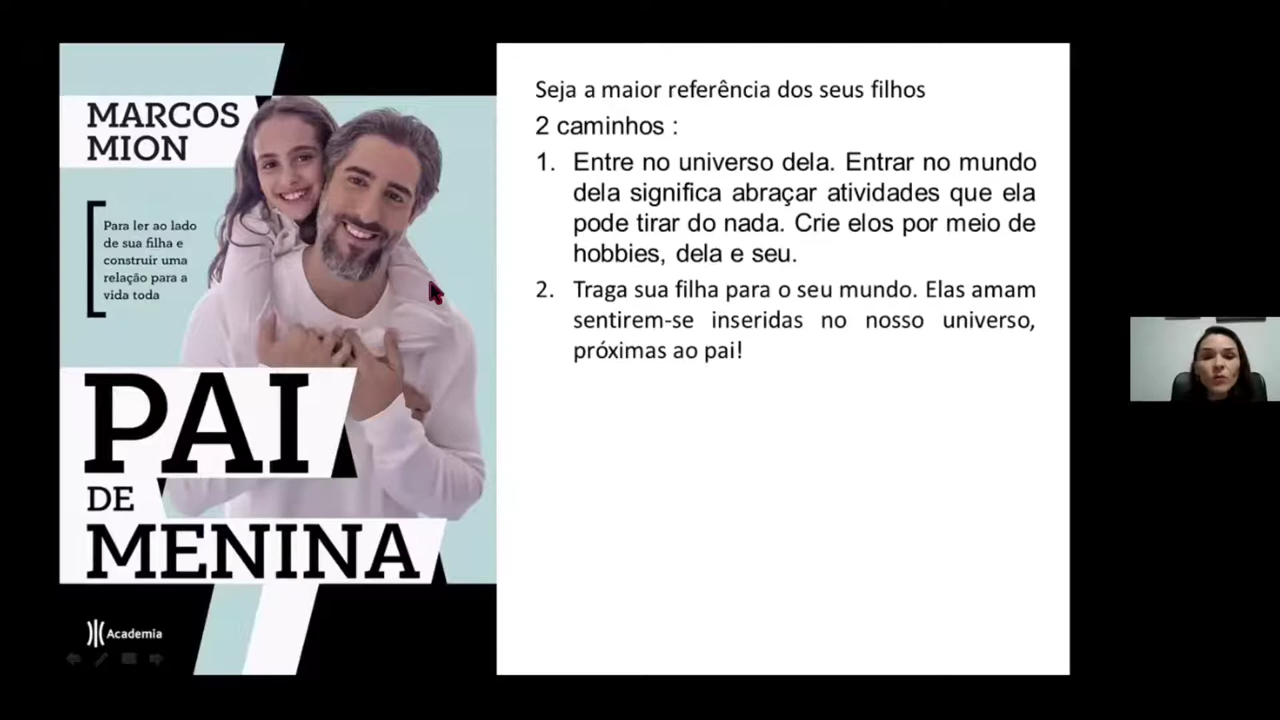 MARCOS
MION
Para ler ao lado
de sua filha e
construir uma
relação para a
vida toda
PAI
DE
MENINA
Academia
Seja a maior referência dos seus filhos
2 caminhos :
1. Entre no universo dela. Entrar no mundo
dela significa abraçar atividades que ela
pode tirar do nada. Crie elos por meio de
hobbies, dela e seu.
2. Traga sua filha para o seu mundo. Elas amam
sentirem-se inseridas no nosso universo,
próximas ao pai!